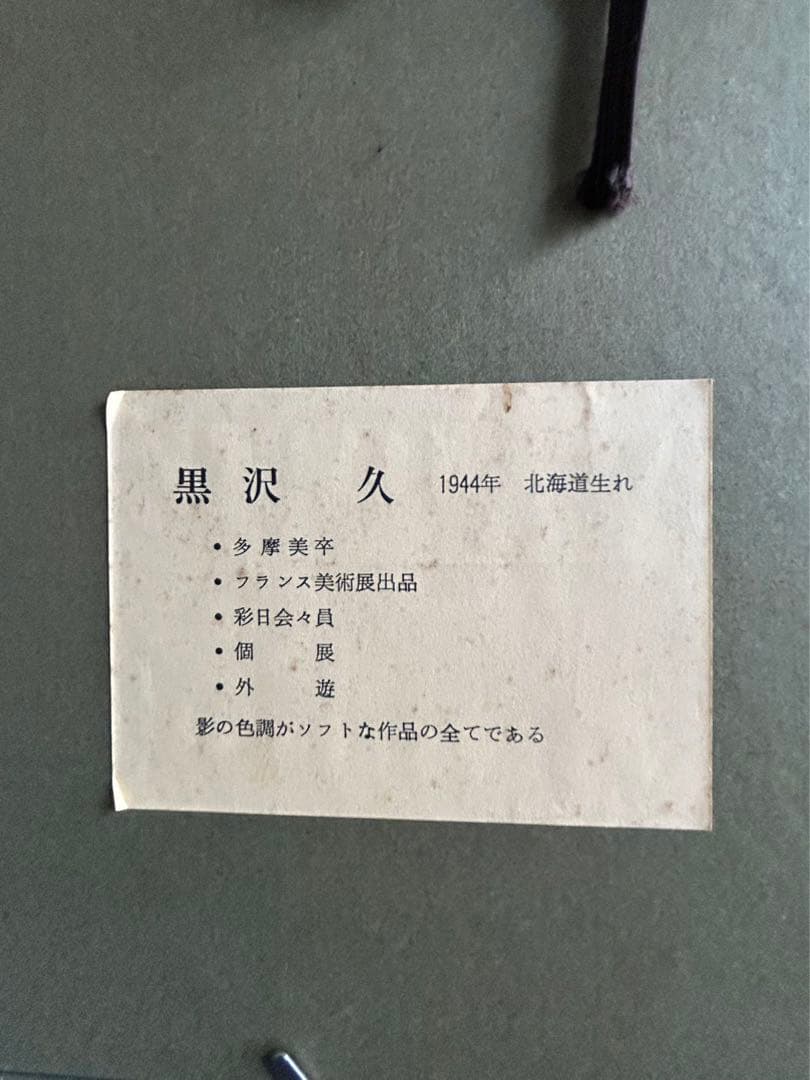 黒沢 久 1944年 北海道生れ
• 多摩美卒
• フランス美術展出品
• 彩日会々員
• 個展
• 外遊
影の色調がソフトな作品の全てである